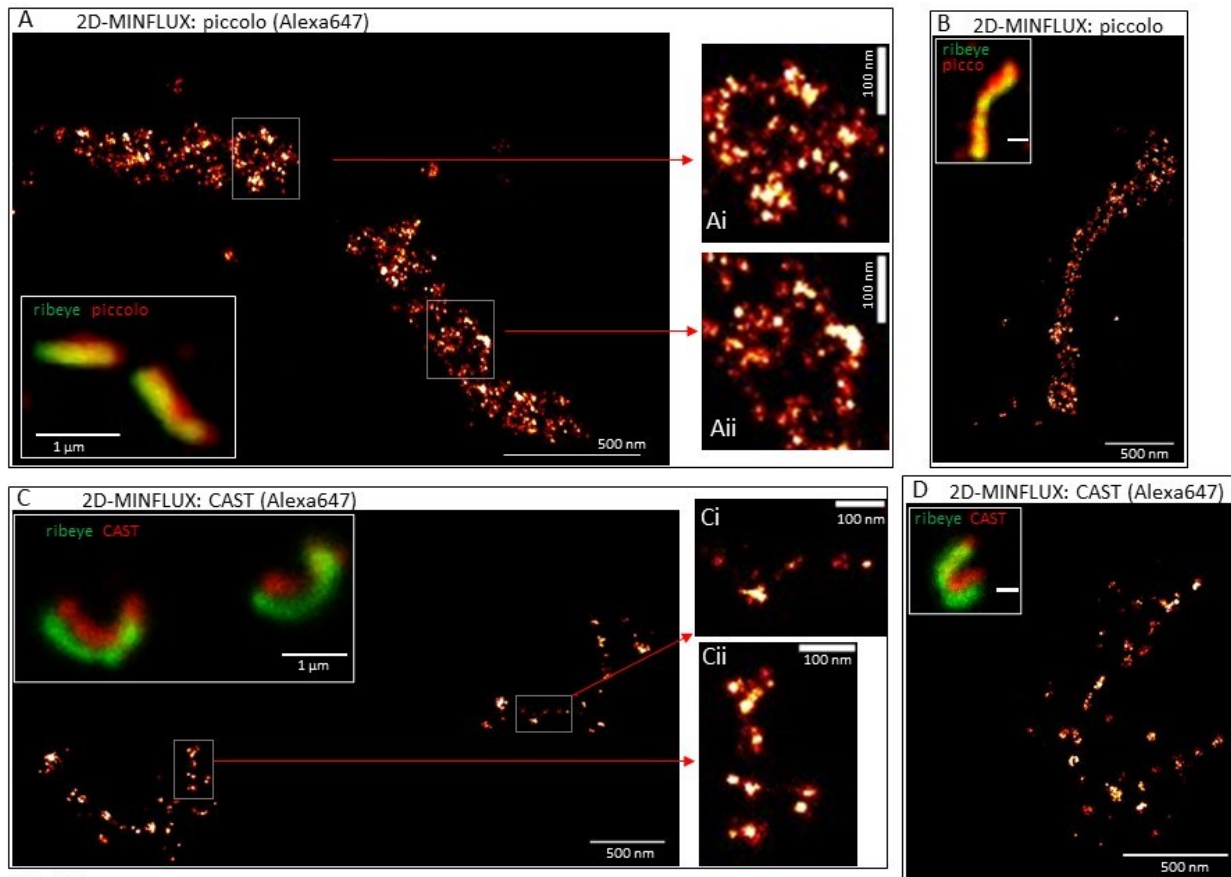 A 2D-MINFLUX: piccolo (Alexa647)
ribeye piccolo
1 µm
500 nm
Ai
100 nm
Aii
100 nm
B 2D-MINFLUX: piccolo
ribeye
picco
500 nm
C 2D-MINFLUX: CAST (Alexa647)
ribeye CAST
1 µm
500 nm
Ci
100 nm
Cii
100 nm
D 2D-MINFLUX: CAST (Alexa647)
ribeye CAST
500 nm